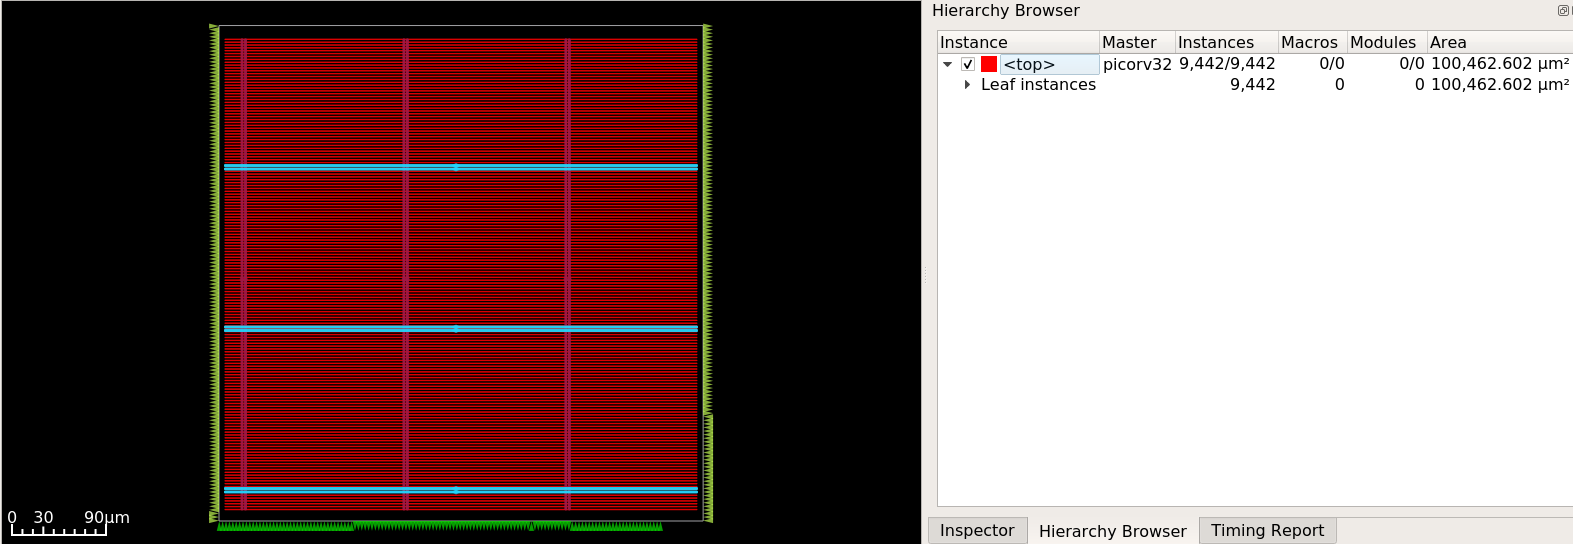 Hierarchy Browser
Instance Master Instances Macros Modules Area
<top> picorv32 9,442/9,442 0/0 0/0 100,462.602 µm²
Leaf instances 9,442 0 0 100,462.602 µm²
0 30 90µm
Inspector Hierarchy Browser Timing Report